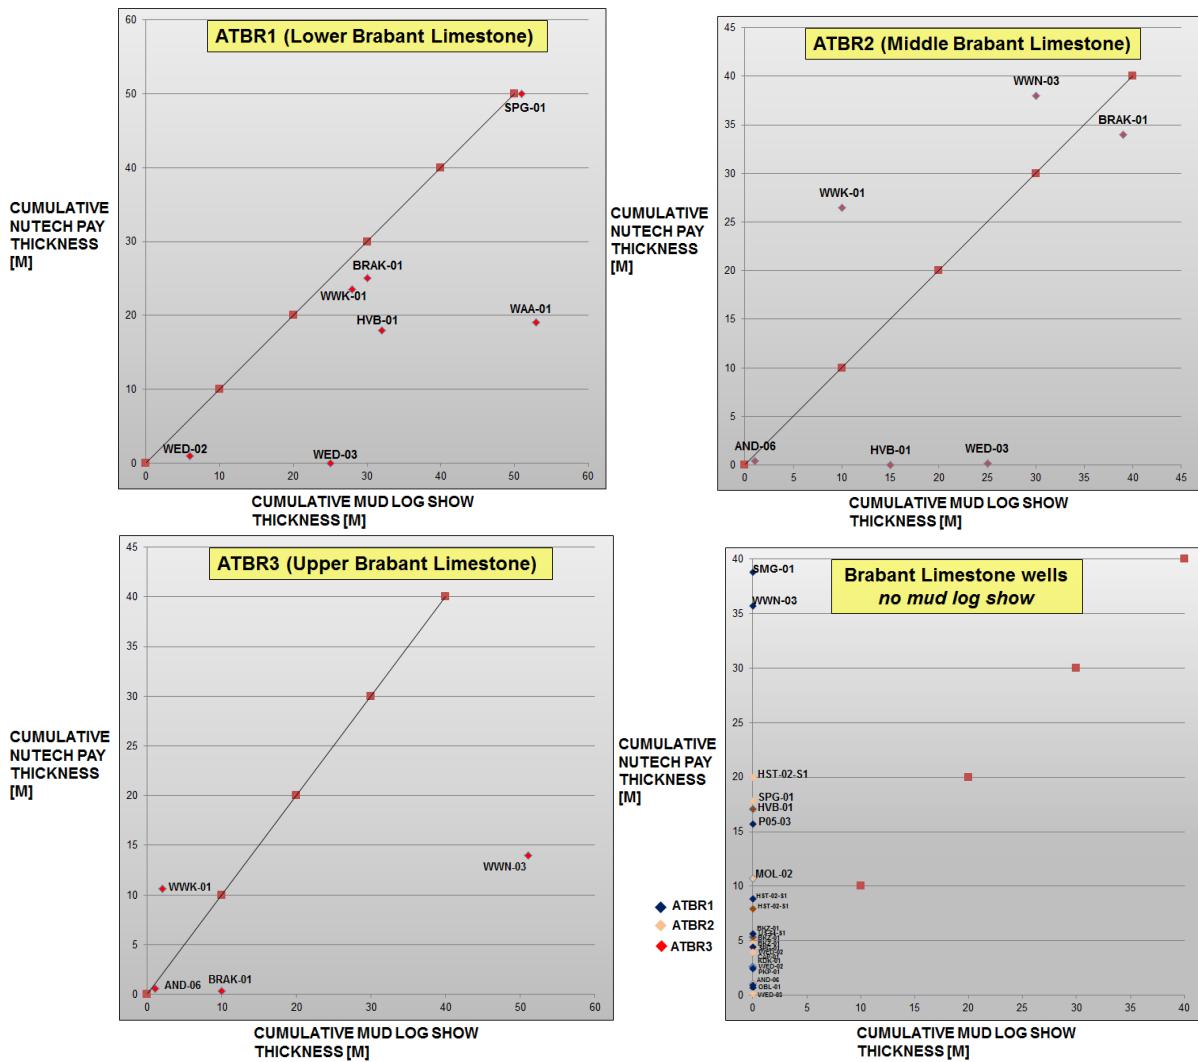 ATBR1 (Lower Brabant Limestone)
60
50
40
30
20
10
0
0 10 20 30 40 50 60
SPG-01
BRAK-01
WWK-01
HVB-01
WAA-01
WED-02
WED-03
CUMULATIVE
NUTECH PAY
THICKNESS
[M]
CUMULATIVE MUD LOG SHOW
THICKNESS [M]
ATBR2 (Middle Brabant Limestone)
45
40
35
30
25
20
15
10
5
0
0 5 10 15 20 25 30 35 40 45
WWN-03
BRAK-01
WWK-01
AND-06
HVB-01
WED-03
CUMULATIVE
NUTECH PAY
THICKNESS
[M]
CUMULATIVE MUD LOG SHOW
THICKNESS [M]
ATBR3 (Upper Brabant Limestone)
45
40
35
30
25
20
15
10
5
0
0 10 20 30 40 50 60
WWK-01
WWN-03
AND-06
BRAK-01
CUMULATIVE
NUTECH PAY
THICKNESS
[M]
CUMULATIVE MUD LOG SHOW
THICKNESS [M]
Brabant Limestone wells
no mud log show
40
35
30
25
20
15
10
5
0
0 5 10 15 20 25 30 35 40
SMG-01
WWN-03
HST-02-S1
SPG-01
HVB-01
P05-03
MOL-02
HST-02-S1
HST-02-S1
BKZ-01
KDK-01
WED-02
PKP-01
AND-06
OBL-01
WED-03
CUMULATIVE
NUTECH PAY
THICKNESS
[M]
ATBR1
ATBR2
ATBR3
CUMULATIVE MUD LOG SHOW
THICKNESS [M]